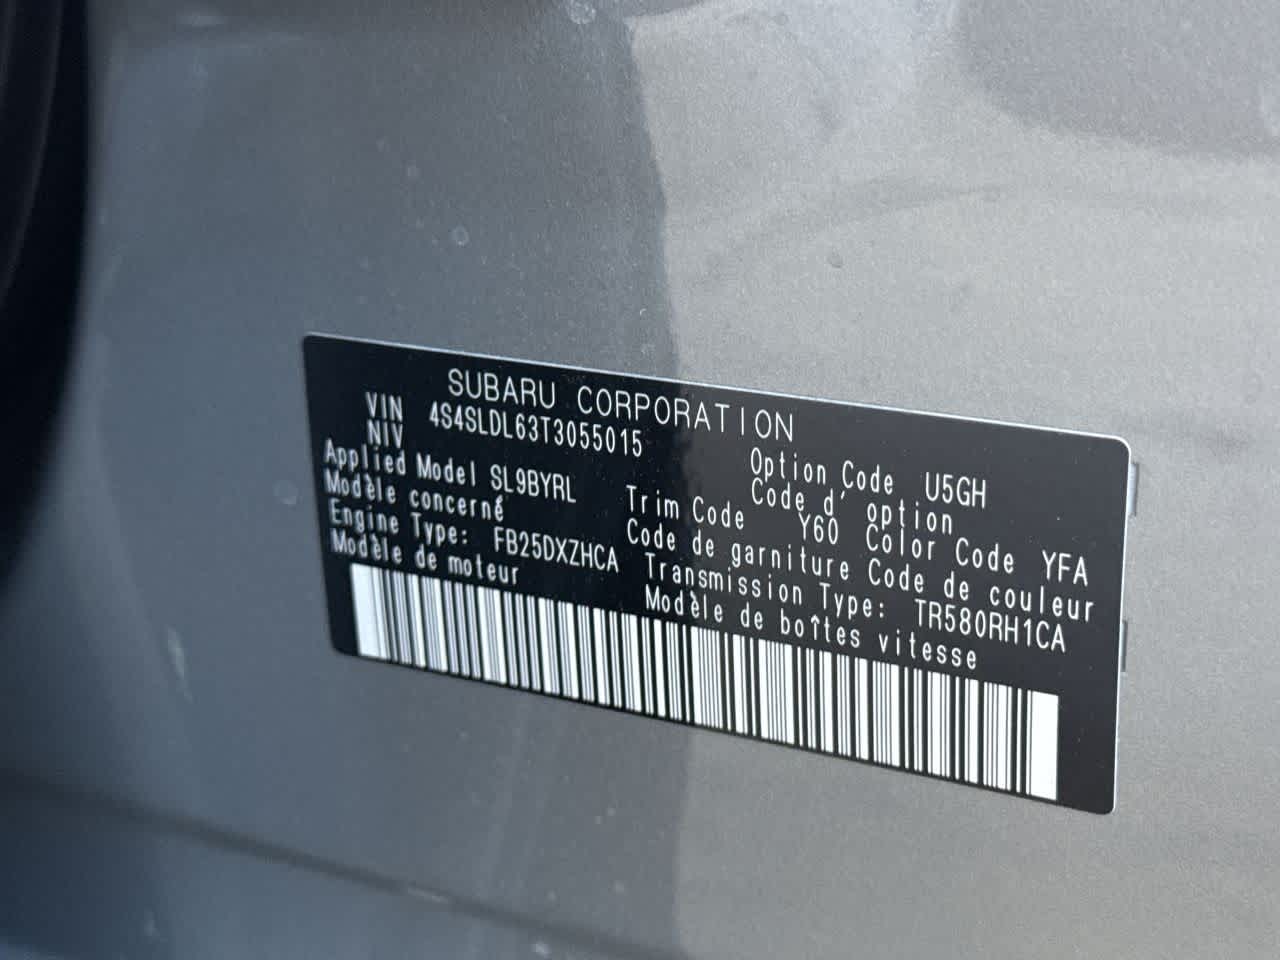 SUBARU CORPORATION
VIN
NIV 4S4SLDL63T3055015
Applied Model SL9BYRL Option Code U5GH
Modèle concerné Code d' option
Trim Code Y60 Color Code YFA
Code de garniture Code de couleur
Engine Type: FB25DXZHCA Transmission Type: TR580RH1CA
Modèle de moteur Modèle de boîtes vitesse